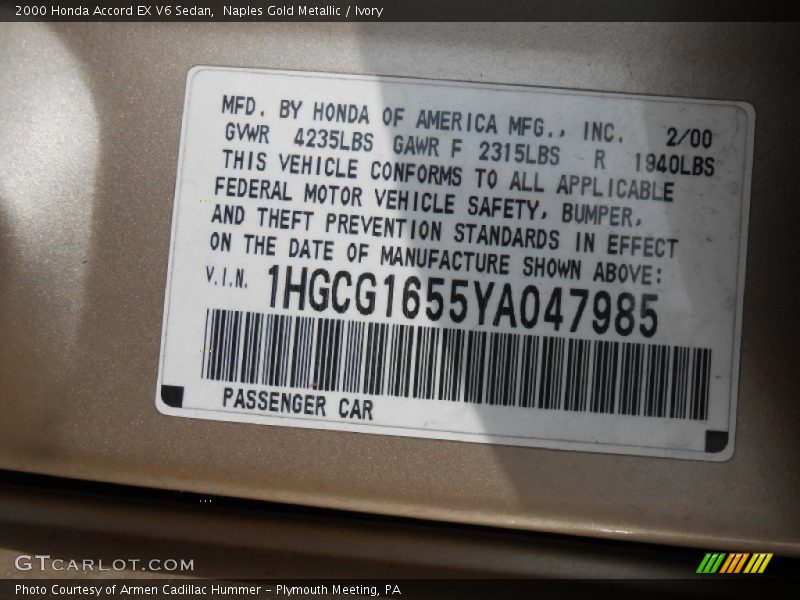 2000 Honda Accord EX V6 Sedan,  Naples Gold Metallic / Ivory
MFD. BY HONDA OF AMERICA MFG., INC. 2/00
GVWR 4235LBS GAWR F 2315LBS R 1940LBS
THIS VEHICLE CONFORMS TO ALL APPLICABLE
FEDERAL MOTOR VEHICLE SAFETY, BUMPER,
AND THEFT PREVENTION STANDARDS IN EFFECT
ON THE DATE OF MANUFACTURE SHOWN ABOVE:
V.I.N. 1HGCG1655YA047985
PASSENGER CAR
GTCARLOT.COM
Photo Courtesy of Armen Cadillac Hummer - Plymouth Meeting, PA